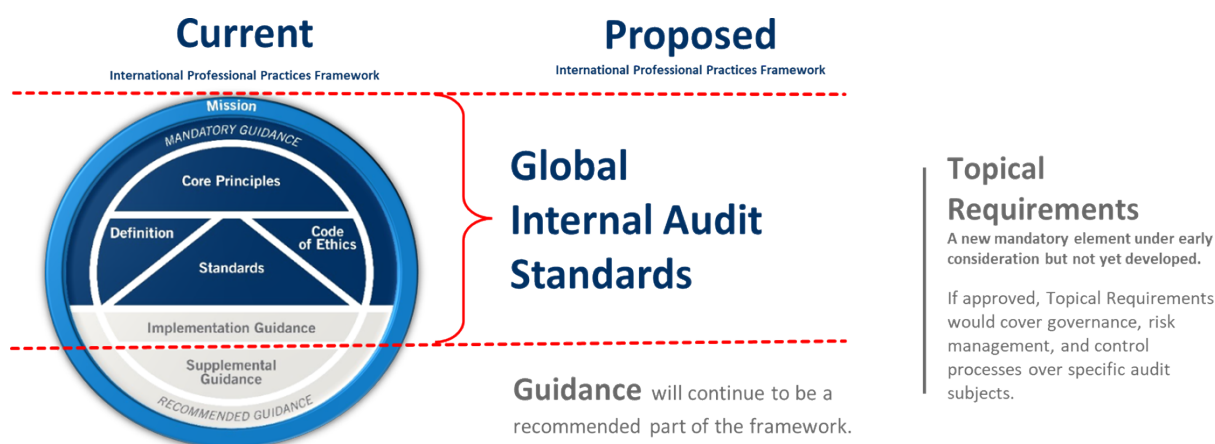 Current
International Professional Practices Framework
Mission
MANDATORY GUIDANCE
Core Principles
Definition
Code
of Ethics
Standards
Implementation Guidance
Supplemental
Guidance
RECOMMENDED GUIDANCE
Proposed
International Professional Practices Framework
Global
Internal Audit
Standards
Guidance will continue to be a
recommended part of the framework.
Topical
Requirements
A new mandatory element under early
consideration but not yet developed.
If approved, Topical Requirements
would cover governance, risk
management, and control
processes over specific audit
subjects.